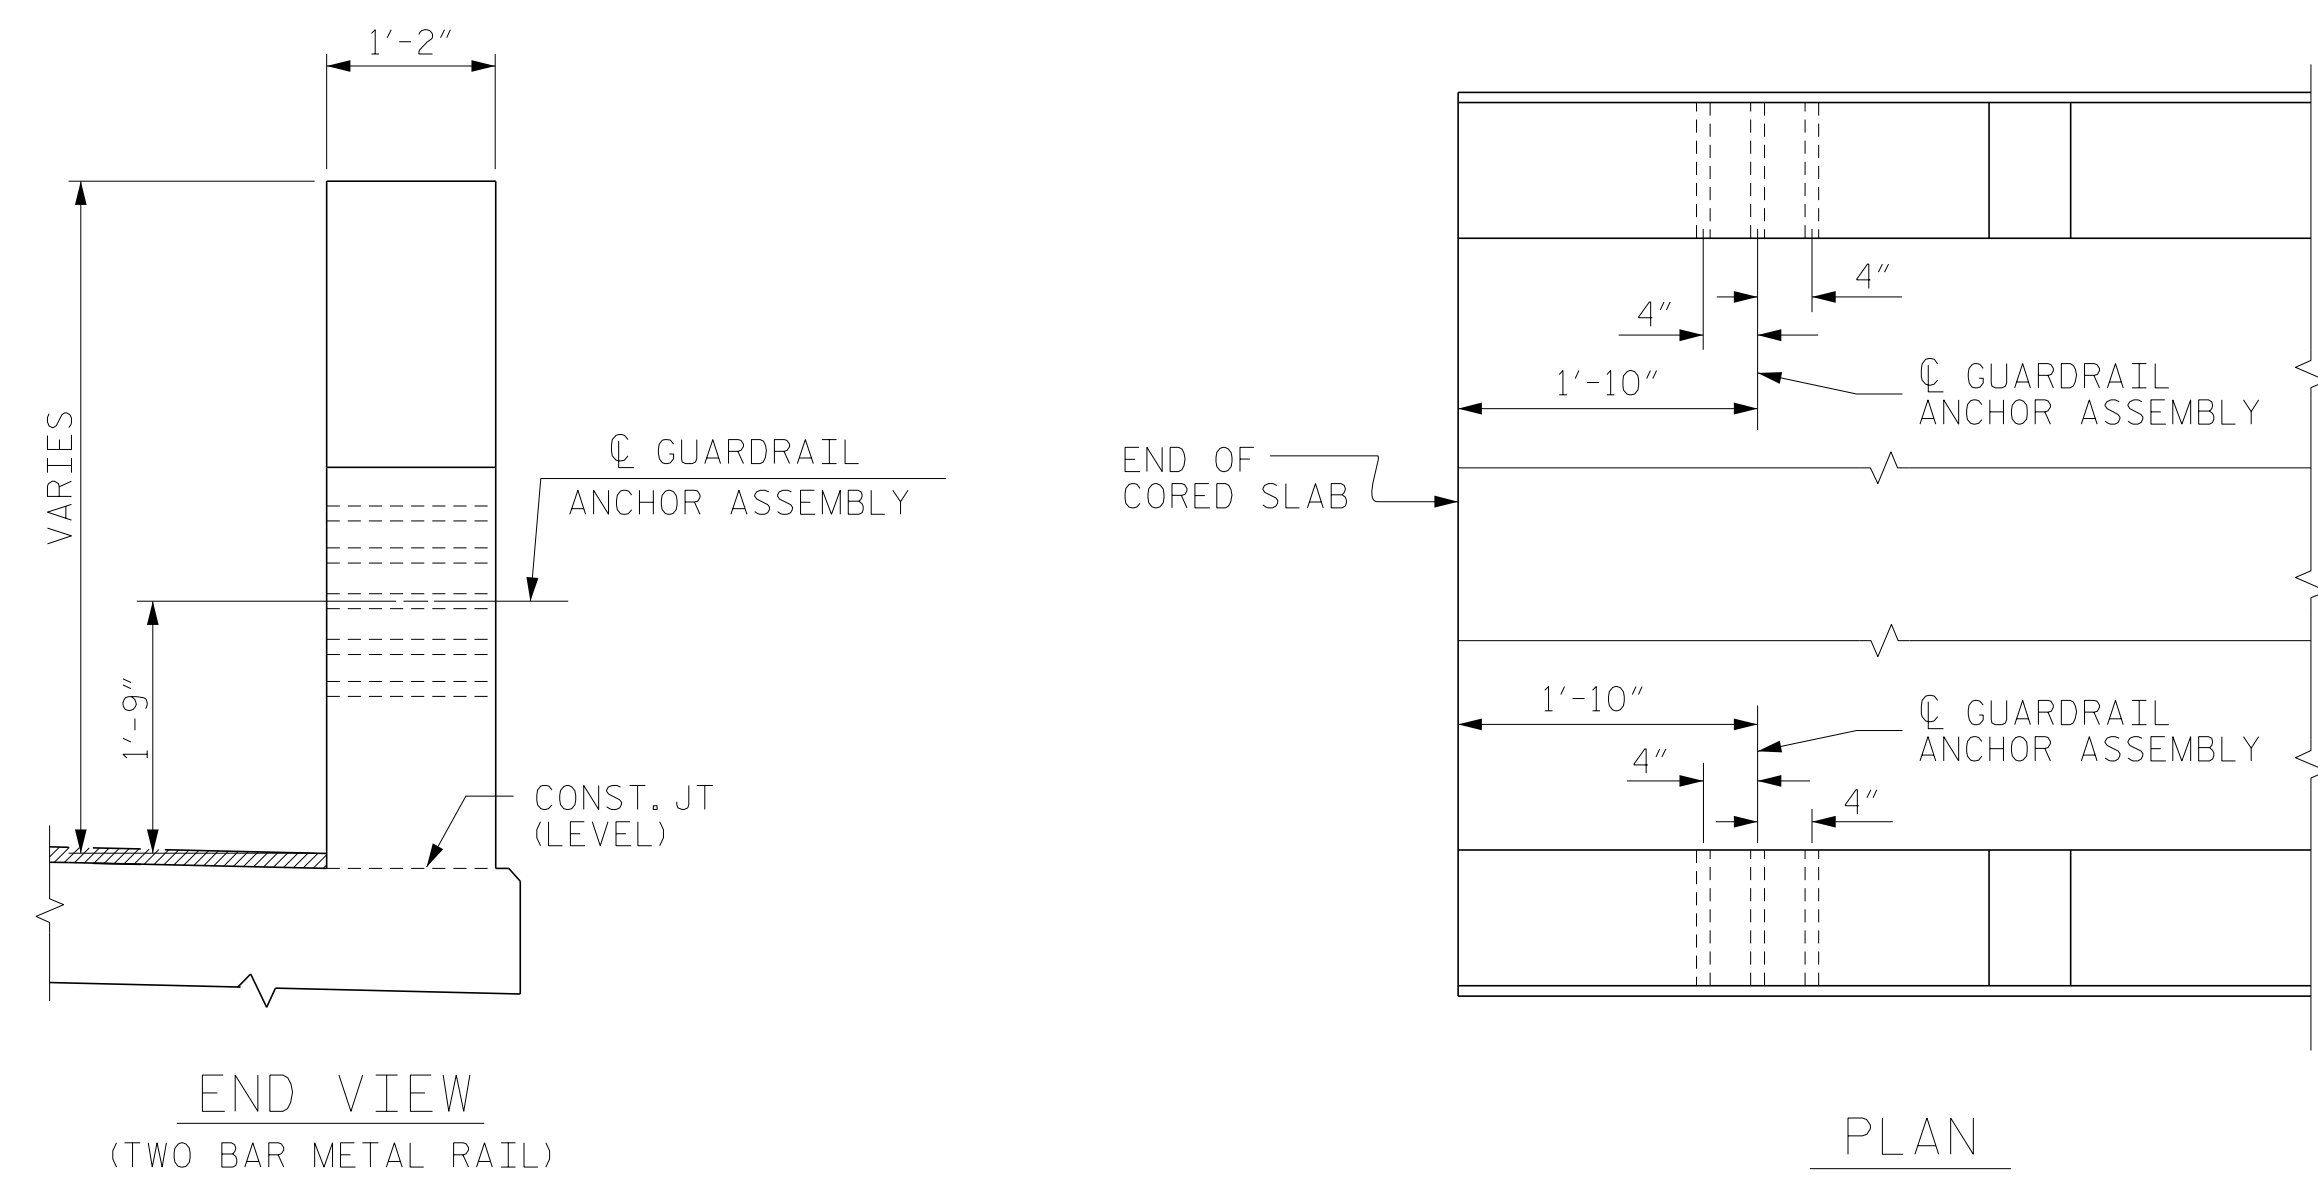 1'-2"
VARIES
1'-9"
℄ GUARDRAIL
ANCHOR ASSEMBLY
CONST. JT
(LEVEL)
END VIEW
(TWO BAR METAL RAIL)
4"
4"
1'-10"
℄ GUARDRAIL
ANCHOR ASSEMBLY
END OF
CORED SLAB
1'-10"
℄ GUARDRAIL
ANCHOR ASSEMBLY
4"
4"
PLAN